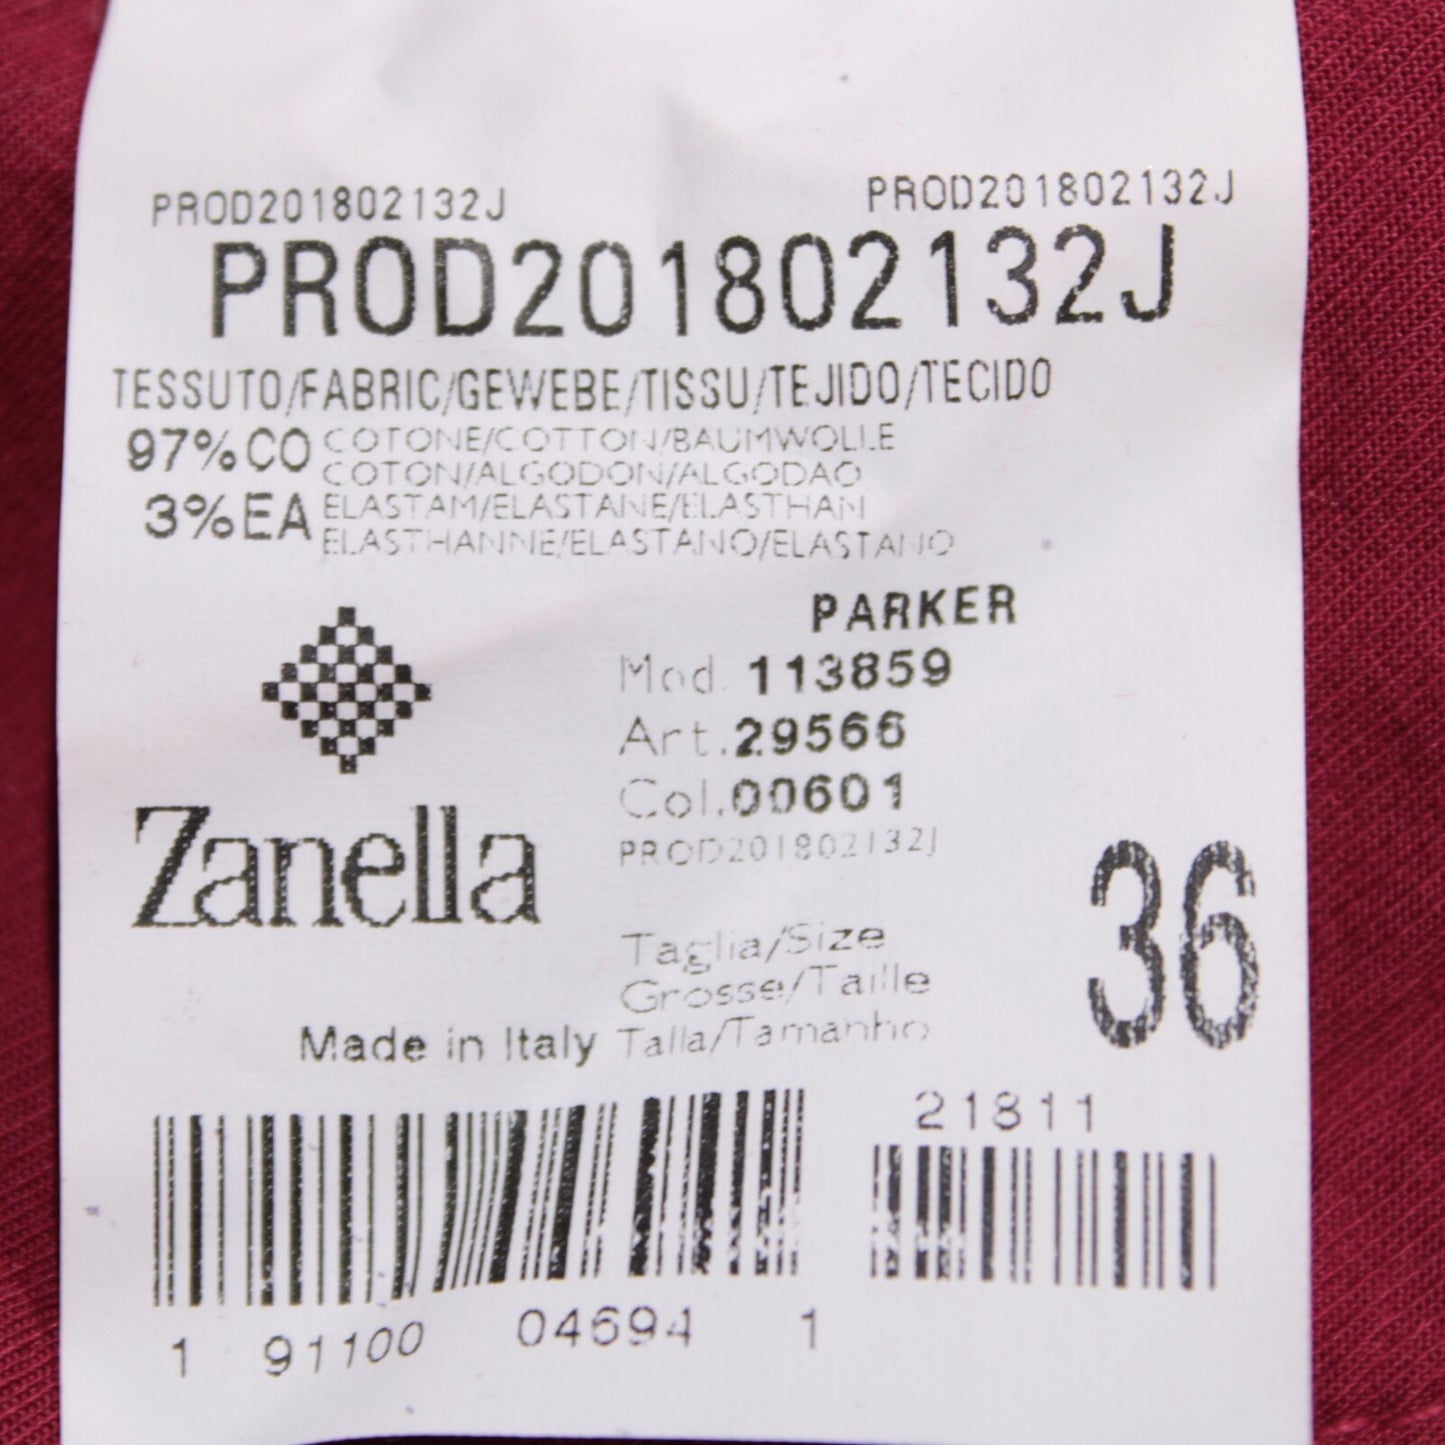 PROD201802132J PROD201802132J
PROD201802132J
TESSUTO/FABRIC/GEWEBE/TISSU/TEJIDO/TECIDO
97%CO COTONE/COTTON/BAUMWOLLE
COTON/ALGODON/ALGODAO
3%EA ELASTAM/ELASTANE/ELASTHAN
ELASTHANNE/ELASTANO/ELASTANO
PARKER
Mod. 113859
Art.29566
Col.00601
PROD201802132J
Zanella
36
Taglia/Size
Grosse/Taille
Made in Italy Talla/Tamanho
21811
1 91100 04694 1